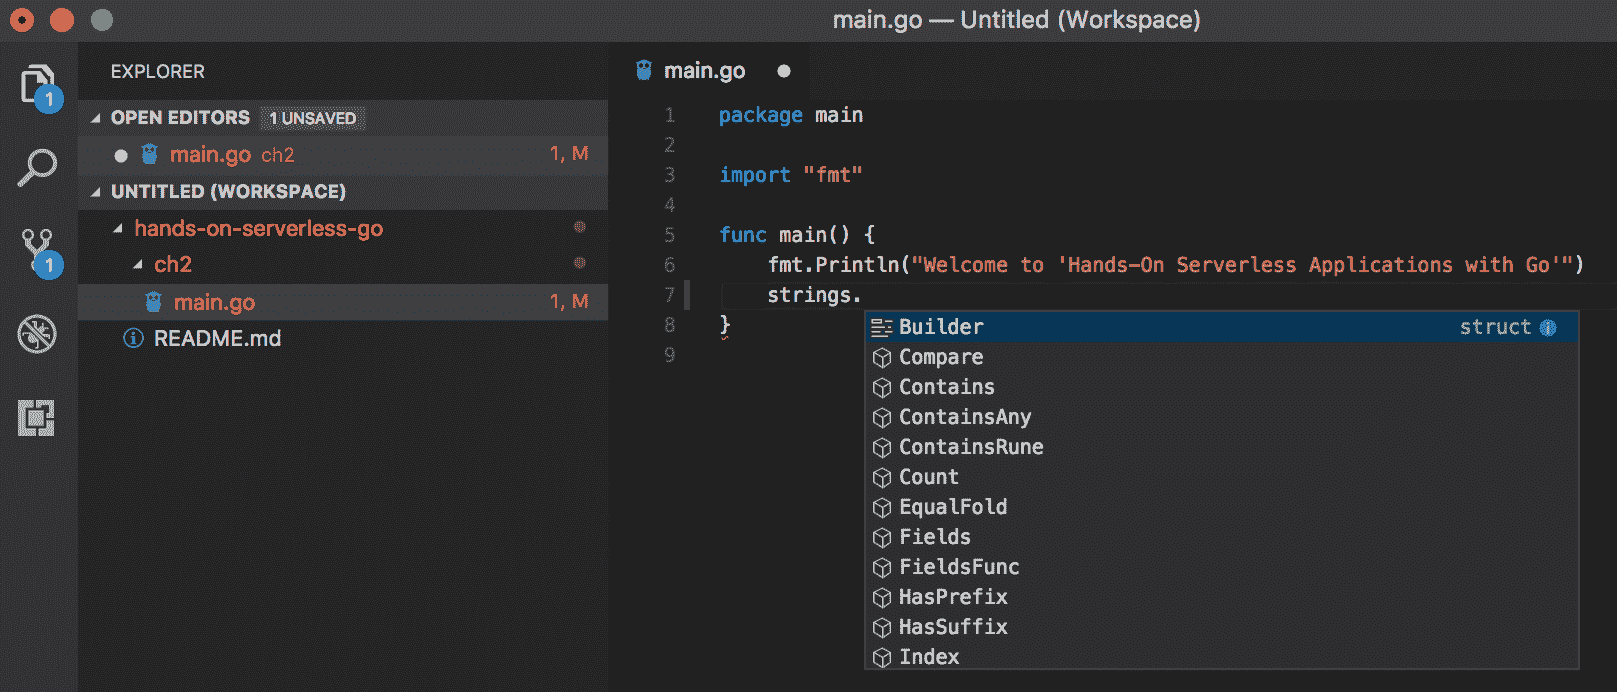 main.go — Untitled (Workspace)
EXPLORER
OPEN EDITORS 1 UNSAVED
main.go ch2 1, M
UNTITLED (WORKSPACE)
hands-on-serverless-go
ch2
main.go 1, M
README.md
1
1
main.go
1 package main
2
3 import "fmt"
4
5 func main() {
6 fmt.Println("Welcome to 'Hands-On Serverless Applications with Go'")
7 strings.
8 }
9
Builder struct
Compare
Contains
ContainsAny
ContainsRune
Count
EqualFold
Fields
FieldsFunc
HasPrefix
HasSuffix
Index